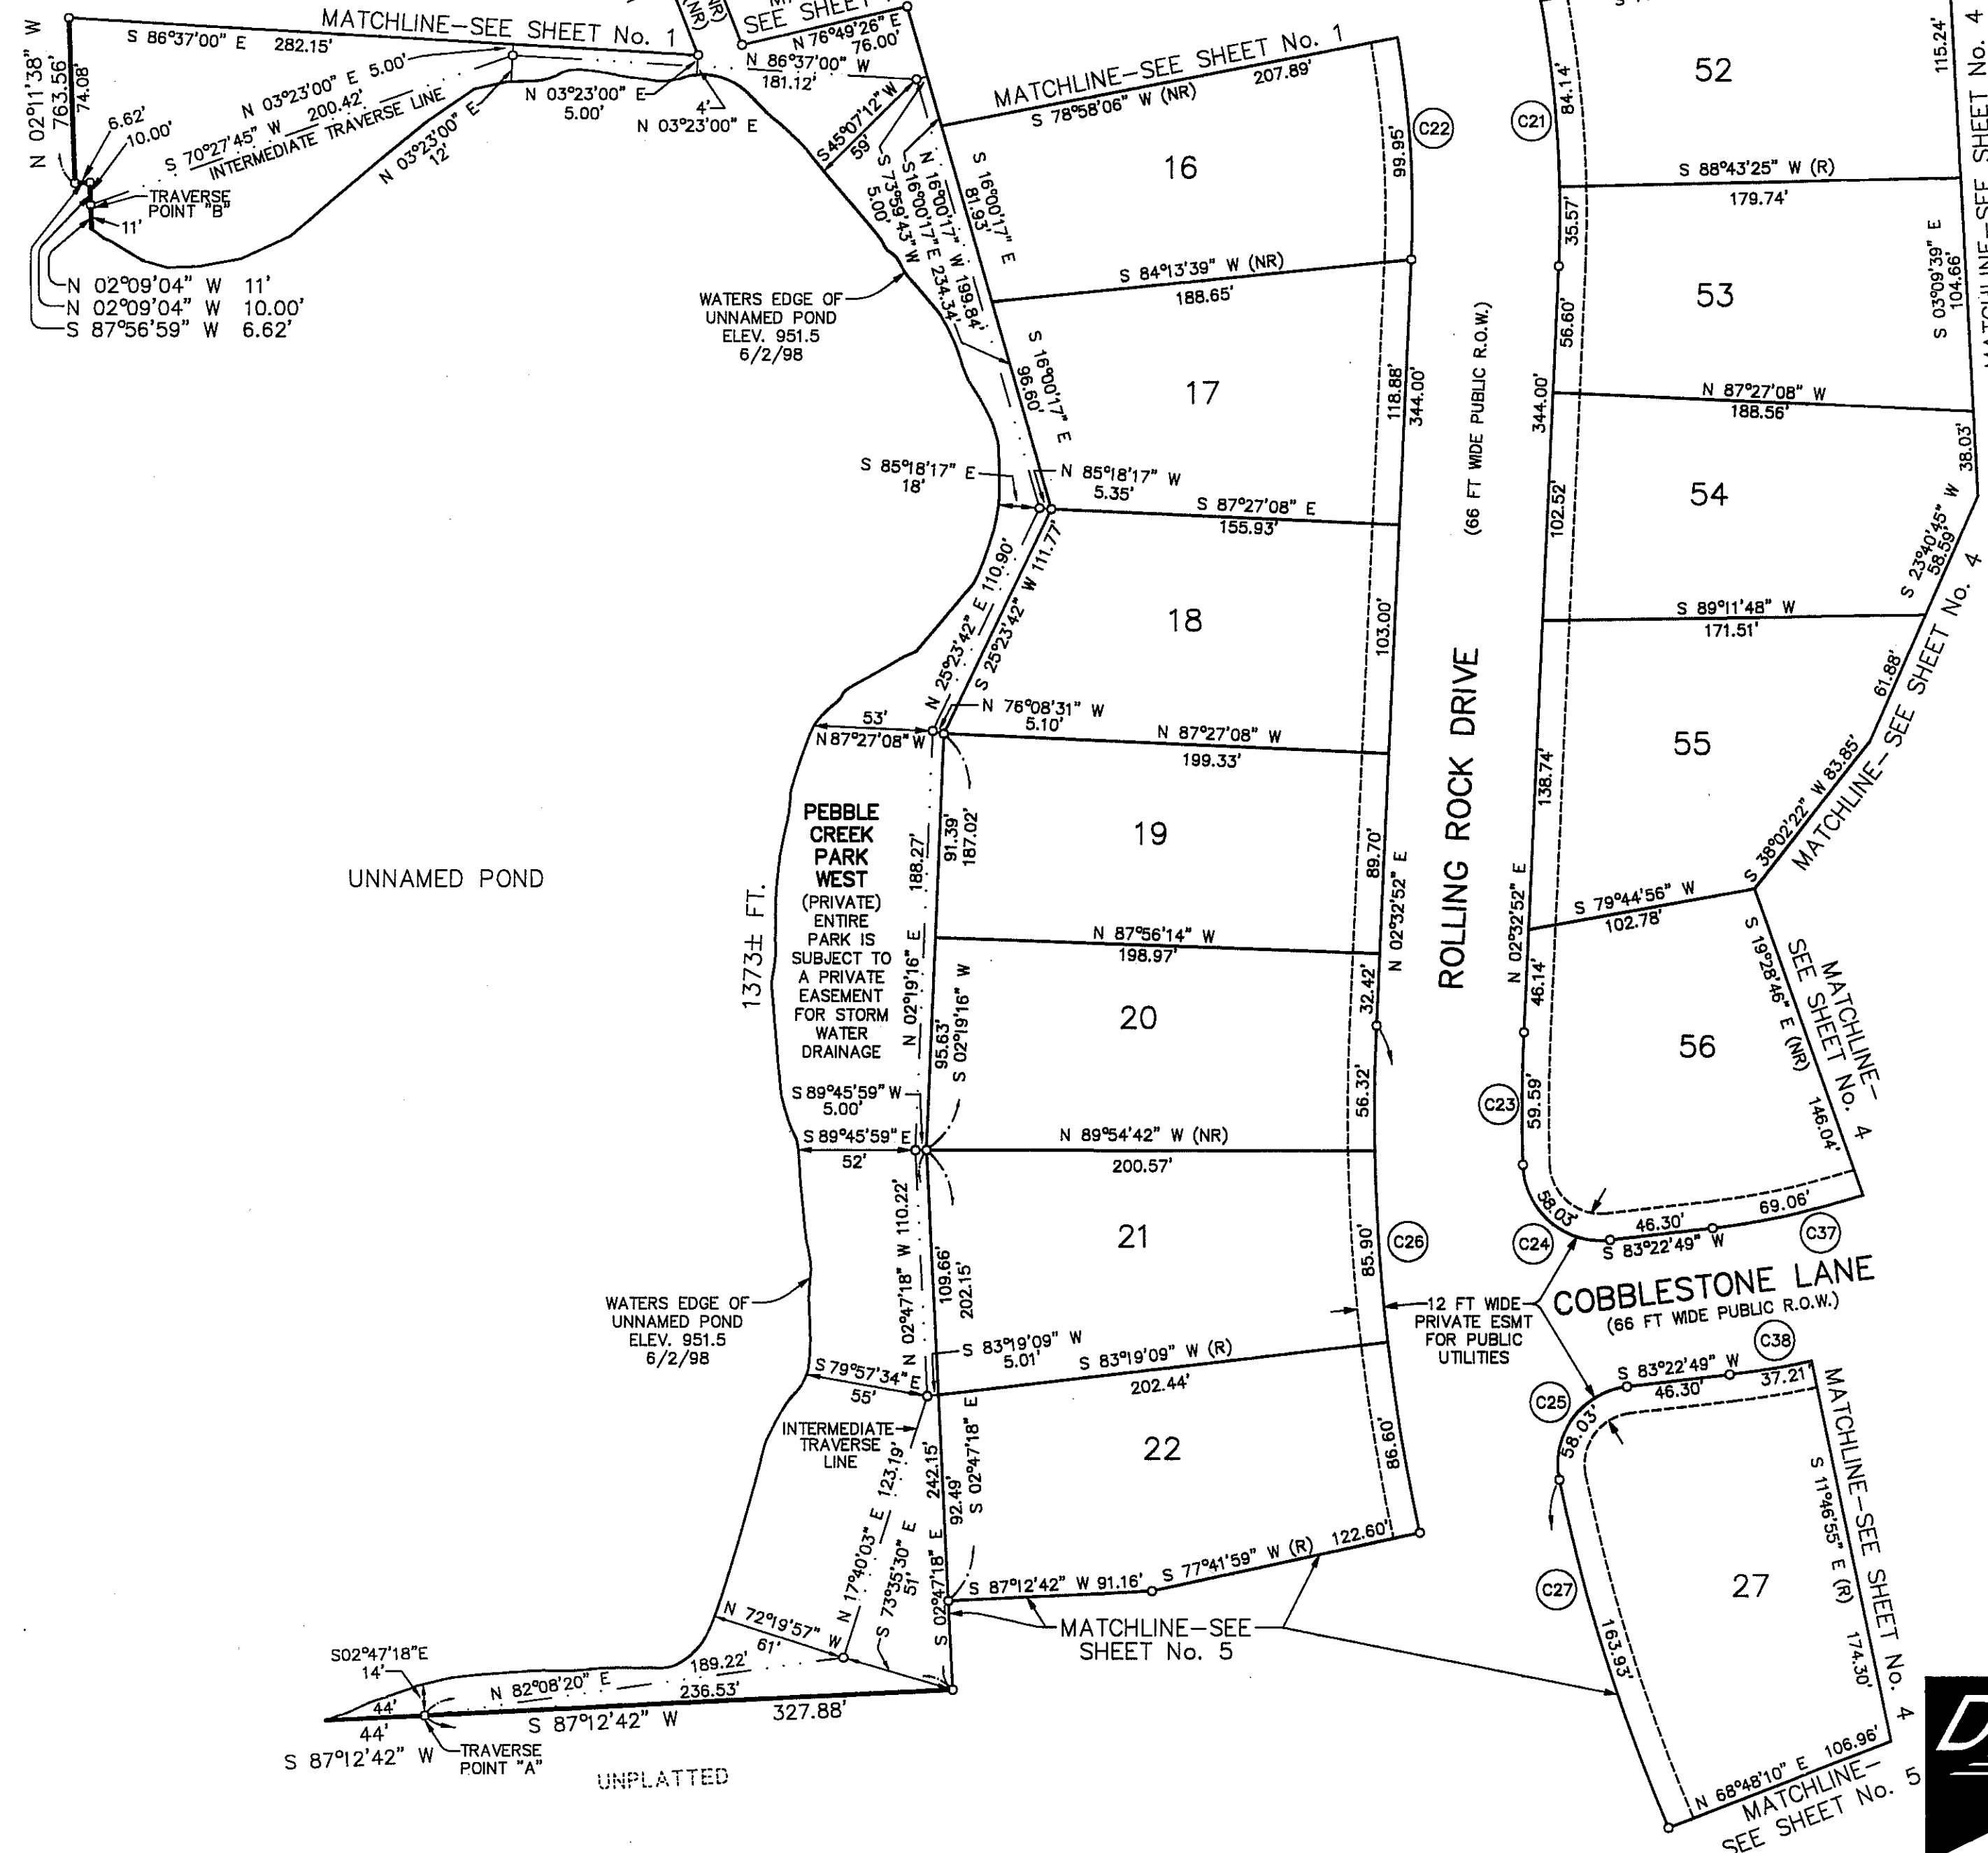 MATCHLINE-SEE SHEET No. 1
S 86°37'00" E 282.15'
N 02°11'38" W
763.56'
74.08'
6.62'
10.00'
N 03°23'00" E 5.00'
S 70°27'45" W 200.42'
INTERMEDIATE TRAVERSE LINE
N 03°23'00" E
12'
TRAVERSE
POINT "B"
11'
N 02°09'04" W 11'
N 02°09'04" W 10.00'
S 87°56'59" W 6.62'
N 03°23'00" E
5.00'
4'
N 03°23'00" E
(NR)
SEE SHEET
N 76°49'26" E
76.00'
N 86°37'00" W
181.12'
S45°07'12" W
59'
S 73°59'43" W
5.00'
S16°00'17" E 234.34'
N 16°00'17" W 199.84'
S 16°00'17" E
81.93'
MATCHLINE-SEE SHEET No. 1
S 78°58'06" W (NR) 207.89'
16
99.95'
C22
S 84°13'39" W (NR)
188.65'
WATERS EDGE OF
UNNAMED POND
ELEV. 951.5
6/2/98
S 16°00'17" E
96.60'
17
118.88'
344.00'
S 85°18'17" E
18'
N 85°18'17" W
5.35'
S 87°27'08" E
155.93'
N 25°23'42" E 110.90'
S 25°23'42" W 111.77'
18
103.00'
53'
N87°27'08" W
N 76°08'31" W
5.10'
N 87°27'08" W
199.33'
PEBBLE
CREEK
PARK
WEST
(PRIVATE)
ENTIRE
PARK IS
SUBJECT TO
A PRIVATE
EASEMENT
FOR STORM
WATER
DRAINAGE
N 02°19'16" E
188.27'
91.39'
187.02'
19
89.70'
N 02°32'52" E
UNNAMED POND
1373± FT.
N 87°56'14" W
198.97'
95.63'
S 02°19'16" W
20
32.42'
56.32'
S 89°45'59" W
5.00'
S 89°45'59" E
52'
N 89°54'42" W (NR)
200.57'
N 02°47'18" W 110.22'
109.66'
202.15'
21
85.90'
C26
WATERS EDGE OF
UNNAMED POND
ELEV. 951.5
6/2/98
S 79°57'34" E
55'
S 83°19'09" W
5.01'
S 83°19'09" W (R)
202.44'
INTERMEDIATE
TRAVERSE
LINE
N 17°40'03" E 123.19'
S 73°35'30" E
51'
S 02°47'18" E
242.15'
92.49'
S 02°47'18" E
22
86.60'
S 87°12'42" W 91.16'
S 77°41'59" W (R) 122.60'
MATCHLINE-SEE
SHEET No. 5
N 72°19'57" W
61'
S02°47'18"E
14'
44'
44'
S 87°12'42" W
N 82°08'20" E 189.22'
236.53'
S 87°12'42" W 327.88'
TRAVERSE
POINT "A"
UNPLATTED
(66 FT WIDE PUBLIC R.O.W.)
ROLLING ROCK DRIVE
C21
84.14'
52
115.24'
S 88°43'25" W (R)
179.74'
35.57'
56.60'
53
S 03°09'39" E
104.66'
MATCHLINE-SEE SHEET No. 4
N 87°27'08" W
188.56'
344.00'
102.52'
54
38.03'
S 23°40'45" W
58.59'
S 89°11'48" W
171.51'
138.74'
55
61.88'
S 38°02'22" W 83.85'
MATCHLINE-SEE SHEET No. 4
N 02°32'52" E
S 79°44'56" W
102.78'
46.14'
56
S 19°28'46" E (NR)
146.04'
MATCHLINE-
SEE SHEET No. 4
C23
59.59'
58.03'
C24
46.30'
S 83°22'49" W
69.06'
C37
COBBLESTONE LANE
(66 FT WIDE PUBLIC R.O.W.)
12 FT WIDE
PRIVATE ESMT
FOR PUBLIC
UTILITIES
C38
S 83°22'49" W
46.30'
37.21'
C25
58.03'
C27
163.93'
27
S 11°46'55" E (R)
174.30'
MATCHLINE-SEE SHEET No. 4
N 68°48'10" E 106.96'
MATCHLINE-
SEE SHEET No. 5